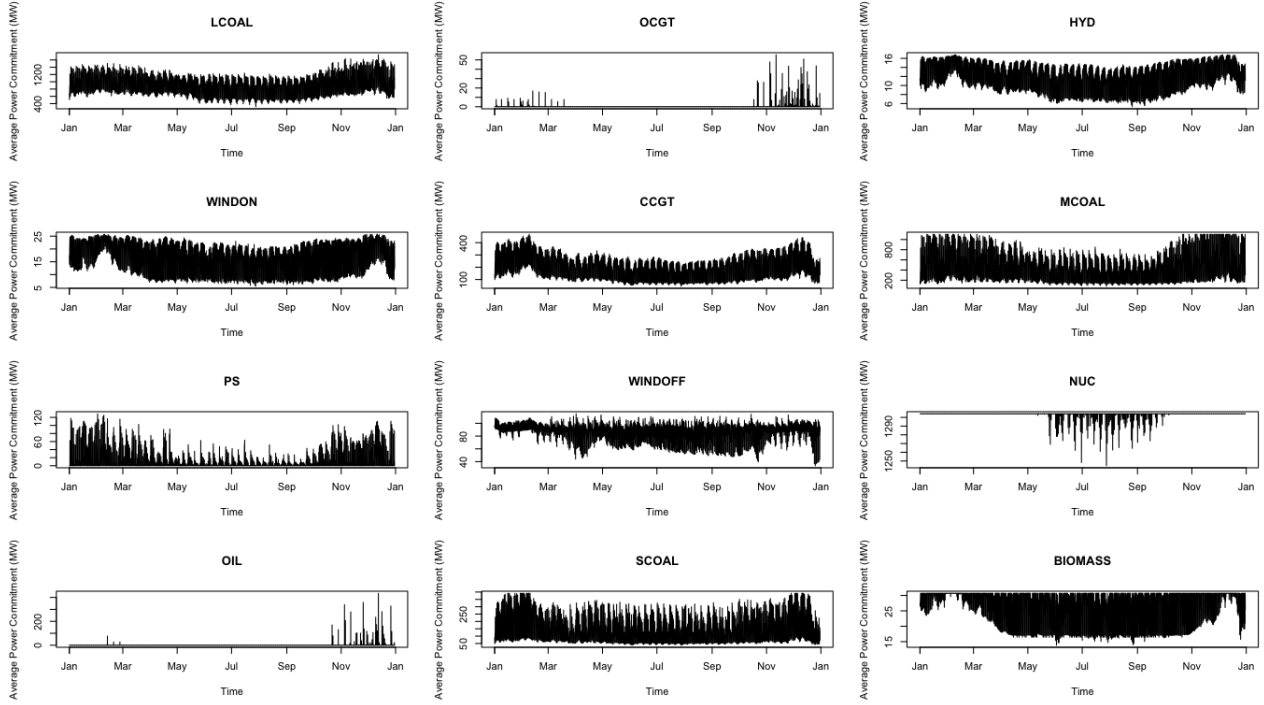 LCOAL
Average Power Commitment (MW)
400 1200
Jan Mar May Jul Sep Nov Jan
Time
OCGT
Average Power Commitment (MW)
0 20 50
Jan Mar May Jul Sep Nov Jan
Time
HYD
Average Power Commitment (MW)
6 10 16
Jan Mar May Jul Sep Nov Jan
Time
WINDON
Average Power Commitment (MW)
5 15 25
Jan Mar May Jul Sep Nov Jan
Time
CCGT
Average Power Commitment (MW)
100 400
Jan Mar May Jul Sep Nov Jan
Time
MCOAL
Average Power Commitment (MW)
200 800
Jan Mar May Jul Sep Nov Jan
Time
PS
Average Power Commitment (MW)
0 60 120
Jan Mar May Jul Sep Nov Jan
Time
WINDOFF
Average Power Commitment (MW)
40 80
Jan Mar May Jul Sep Nov Jan
Time
NUC
Average Power Commitment (MW)
1250 1290
Jan Mar May Jul Sep Nov Jan
Time
OIL
Average Power Commitment (MW)
0 200
Jan Mar May Jul Sep Nov Jan
Time
SCOAL
Average Power Commitment (MW)
50 250
Jan Mar May Jul Sep Nov Jan
Time
BIOMASS
Average Power Commitment (MW)
15 25
Jan Mar May Jul Sep Nov Jan
Time